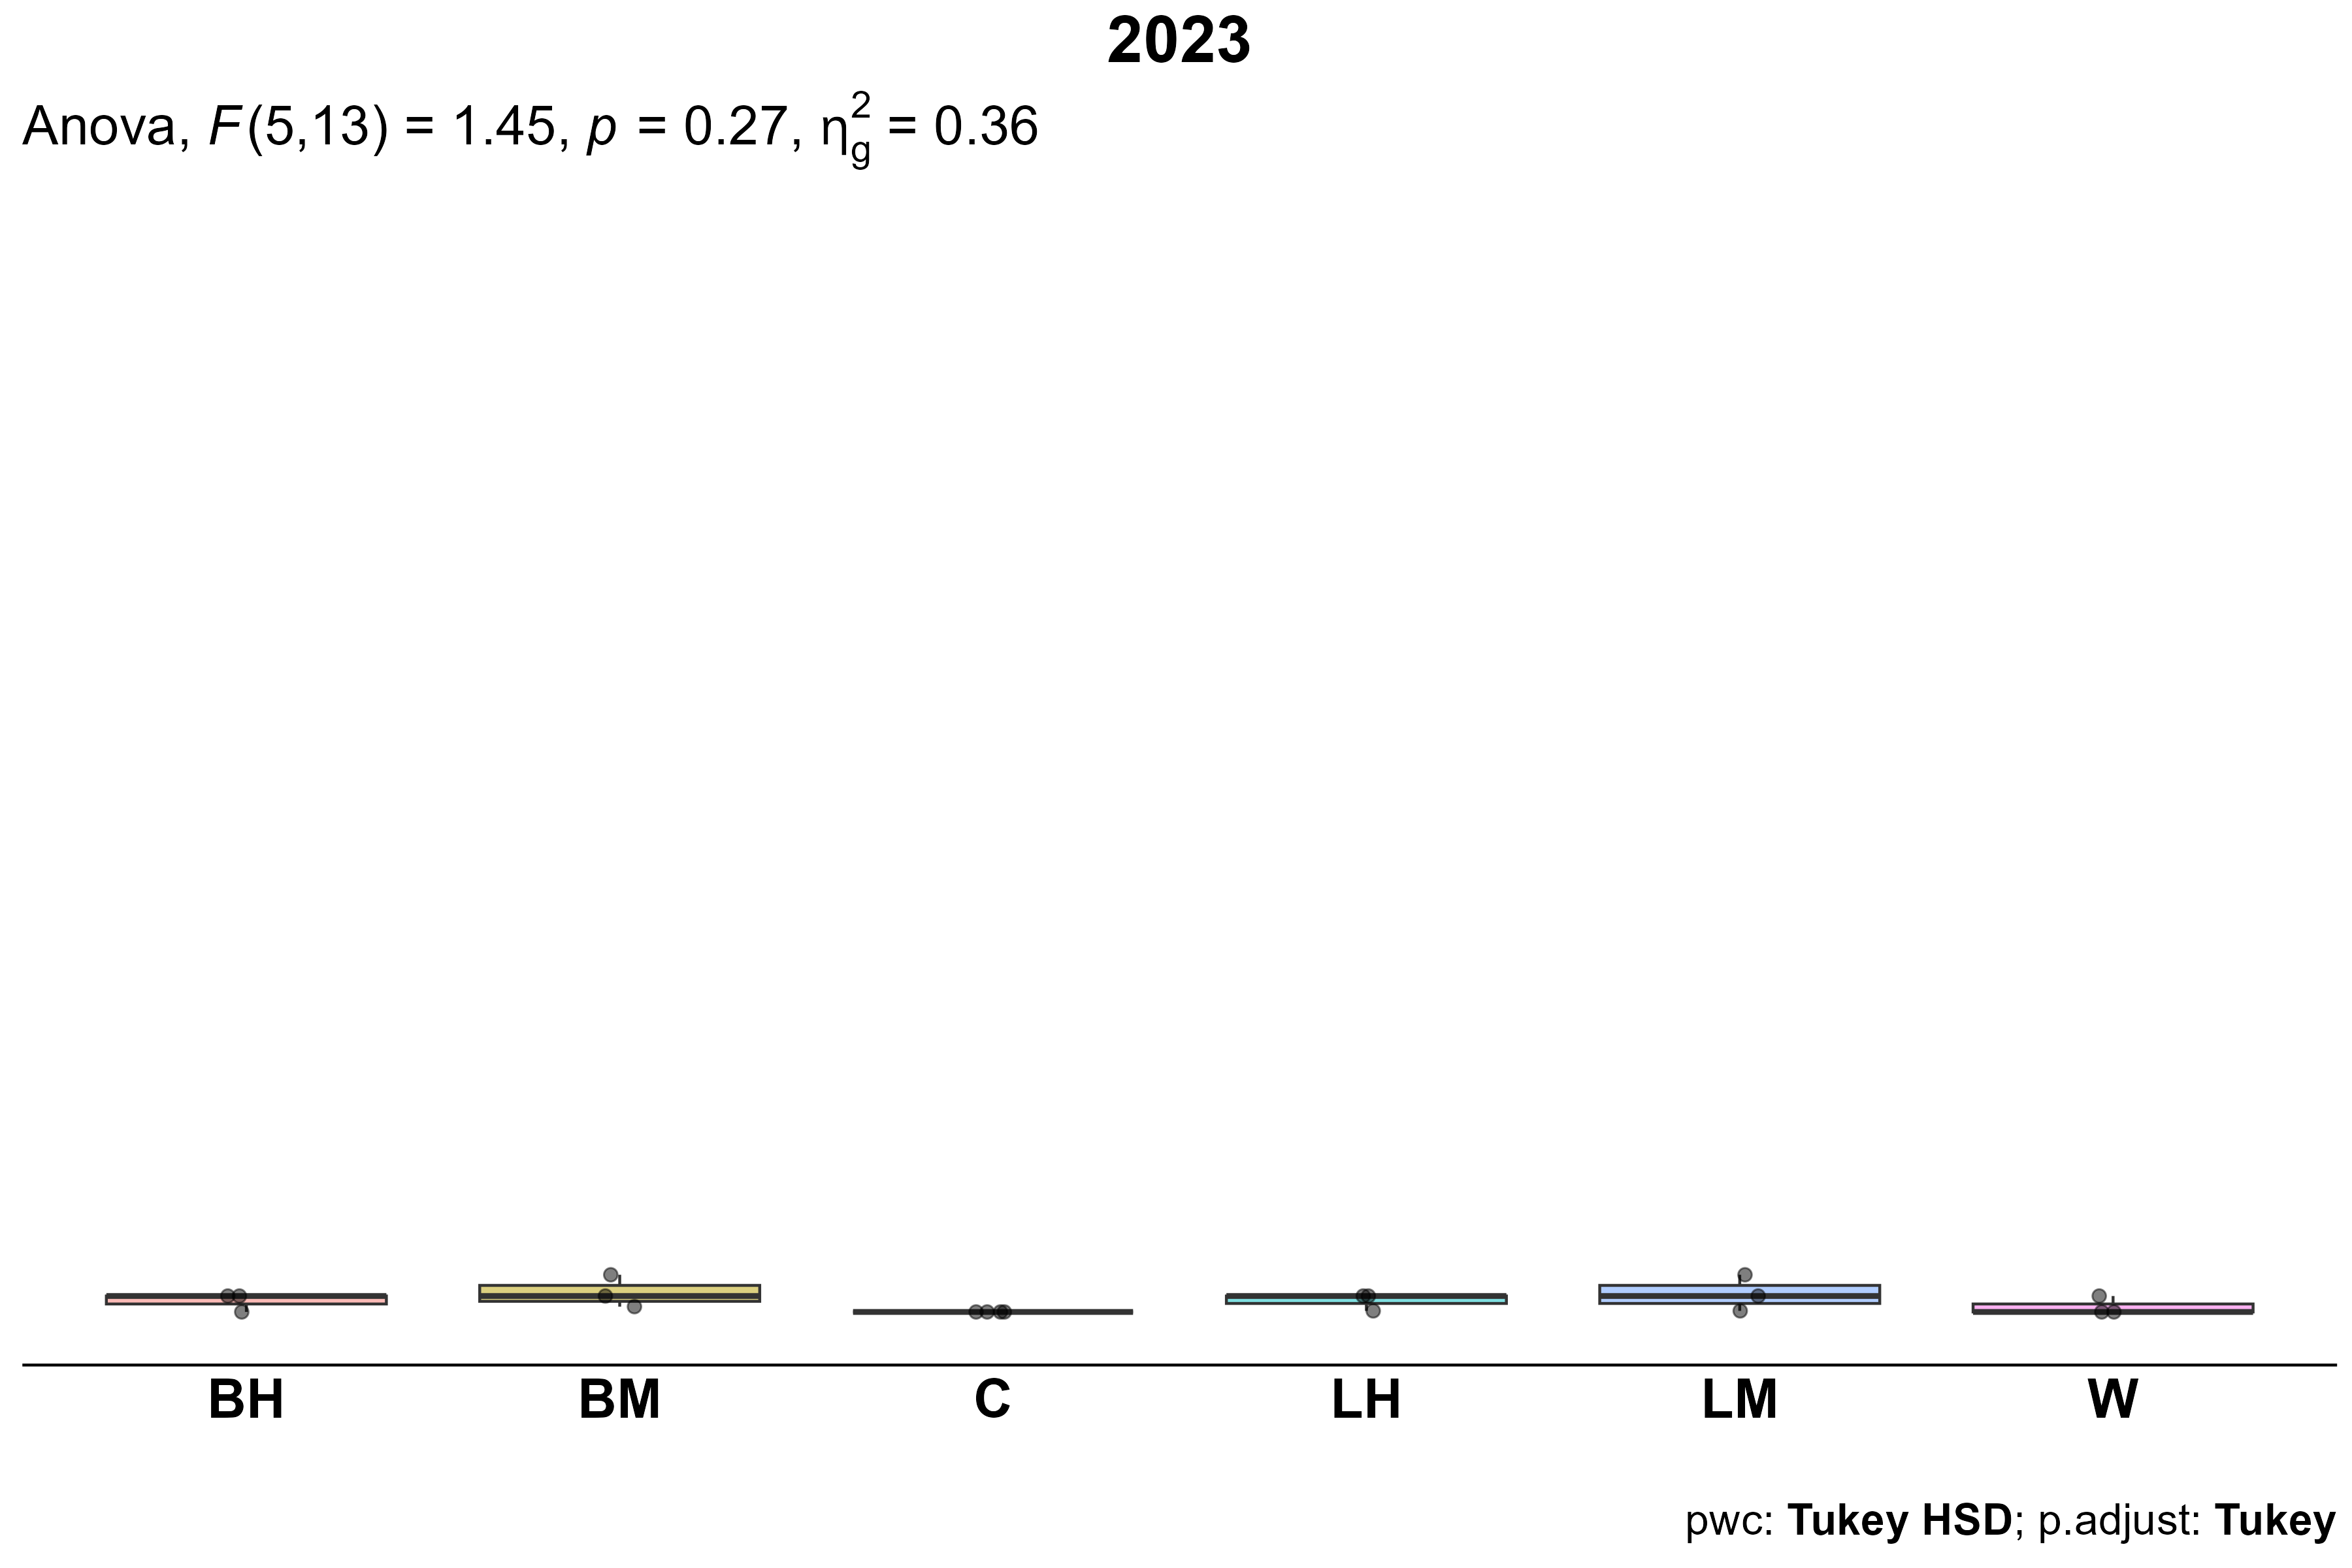 2023
Anova, F(5,13) = 1.45, p = 0.27, η²g = 0.36
BH BM C LH LM W
pwc: Tukey HSD; p.adjust: Tukey